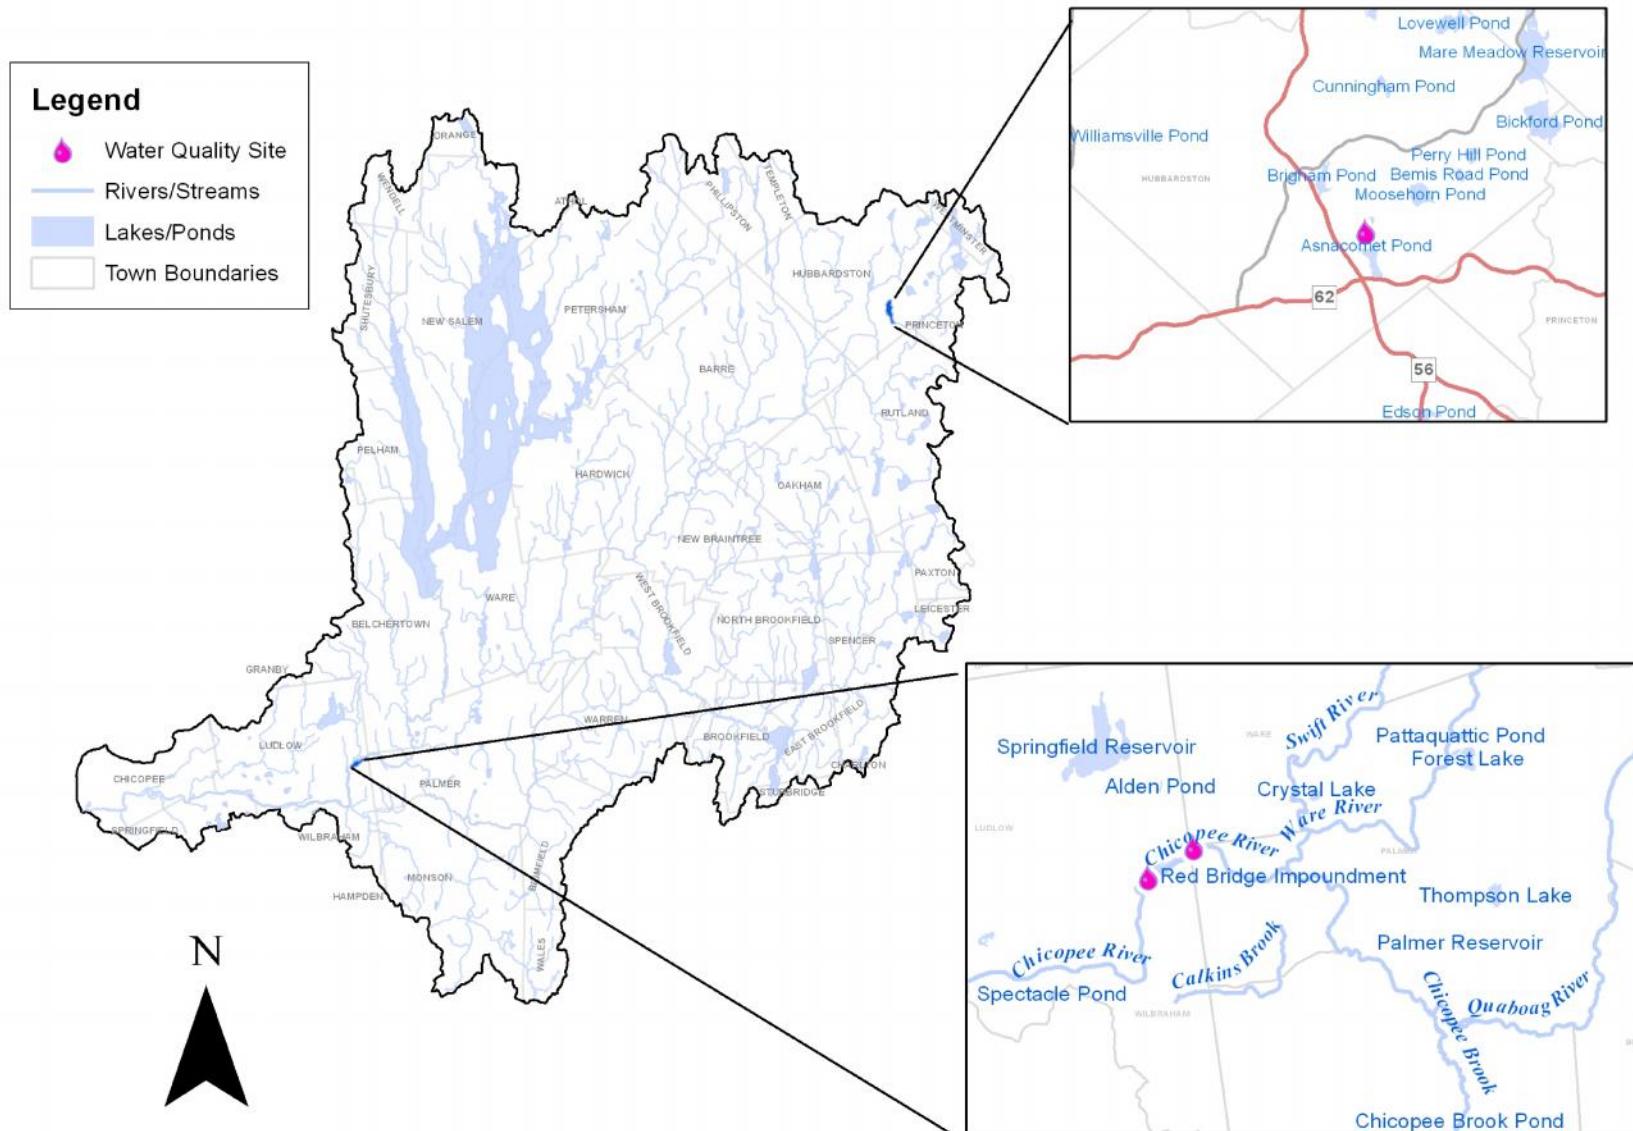 Legend
Water Quality Site
Rivers/Streams
Lakes/Ponds
Town Boundaries
ORANGE
WENDELL
ATHOL
PHILLIPSTON
TEMPLETON
WESTMINSTER
SHUTESBURY
NEW SALEM
PETERSHAM
HUBBARDSTON
PRINCETON
BARRE
RUTLAND
PELHAM
HARDWICK
OAKHAM
NEW BRAINTREE
PAXTON
WARE
WEST BROOKFIELD
LEICESTER
BELCHERTOWN
NORTH BROOKFIELD
SPENCER
GRANBY
WARREN
LUDLOW
BROOKFIELD
EAST BROOKFIELD
CHICOPEE
PALMER
CHARLTON
STURBRIDGE
SPRINGFIELD
WILBRAHAM
BRIMFIELD
MONSON
HAMPDEN
WALES
N
Lovewell Pond
Mare Meadow Reservoir
Cunningham Pond
Bickford Pond
Williamsville Pond
Perry Hill Pond
Brigham Pond
Bemis Road Pond
HUBBARDSTON
Moosehorn Pond
Asnacomet Pond
62
PRINCETON
56
Edson Pond
Swift River
WARE
Pattaquattic Pond
Springfield Reservoir
Forest Lake
Alden Pond
Crystal Lake
Ware River
LUDLOW
Chicopee River
PALMER
Red Bridge Impoundment
Thompson Lake
Palmer Reservoir
Chicopee River
Calkins Brook
Spectacle Pond
Chicopee Brook
Quaboag River
WILBRAHAM
Chicopee Brook Pond